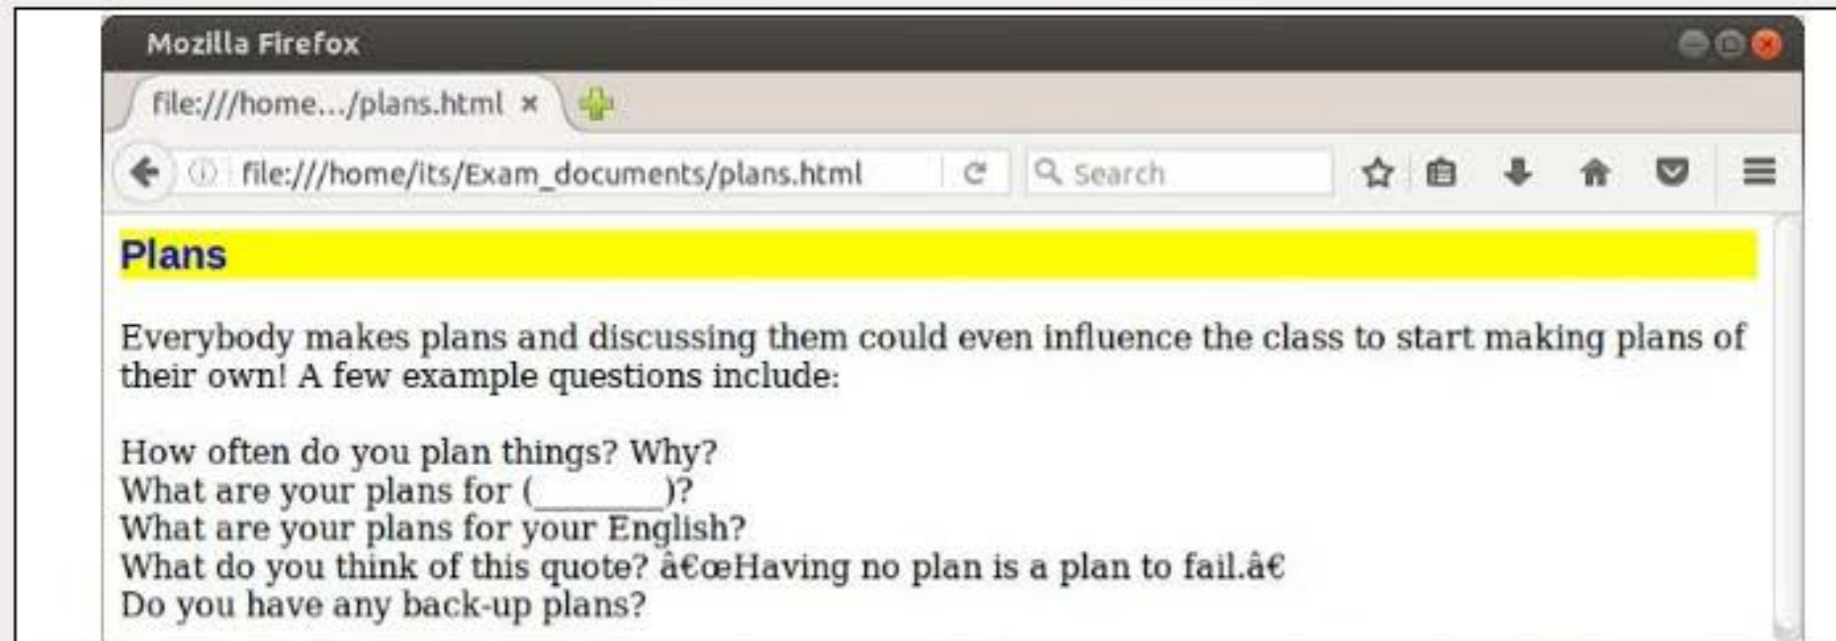 Mozilla Firefox
file:///home.../plans.html
file:///home/its/Exam_documents/plans.html
Search
Plans
Everybody makes plans and discussing them could even influence the class to start making plans of
their own! A few example questions include:
How often do you plan things? Why?
What are your plans for (________)?
What are your plans for your English?
What do you think of this quote? â€œHaving no plan is a plan to fail.â€
Do you have any back-up plans?